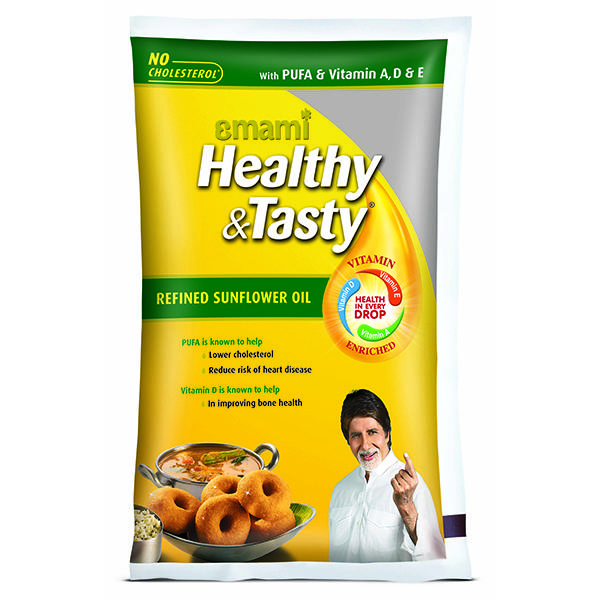 NO
CHOLESTEROL*
With PUFA & Vitamin A, D & E
emami
Healthy
&Tasty®
VITAMIN
Vitamin D
Vitamin E
HEALTH
IN EVERY
DROP
Vitamin A
ENRICHED
REFINED SUNFLOWER OIL
PUFA is known to help
Lower cholesterol
Reduce risk of heart disease
Vitamin D is known to help
In improving bone health